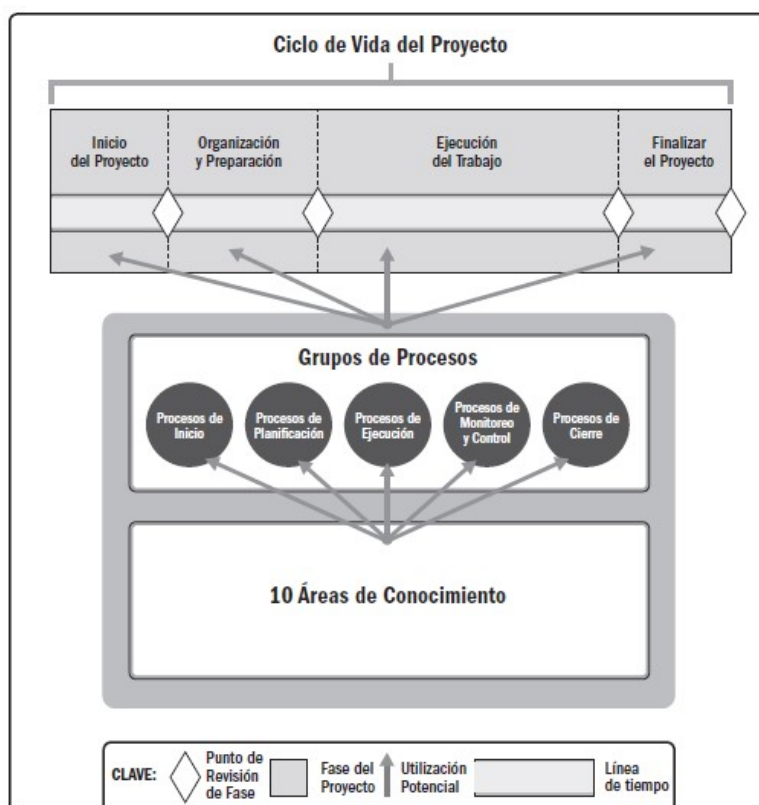 Ciclo de Vida del Proyecto
Inicio
del Proyecto
Organización
y Preparación
Ejecución
del Trabajo
Finalizar
el Proyecto
Grupos de Procesos
Procesos de
Inicio
Procesos de
Planificación
Procesos de
Ejecución
Procesos de
Monitoreo
y Control
Procesos de
Cierre
10 Áreas de Conocimiento
CLAVE:
Punto de
Revisión
de Fase
Fase del
Proyecto
Utilización
Potencial
Línea
de tiempo